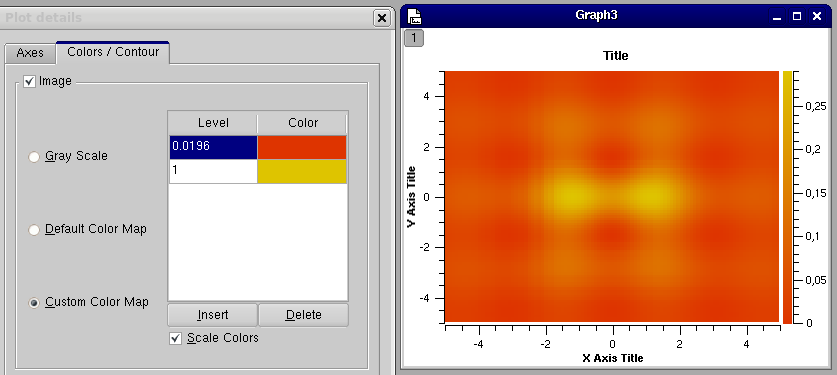 Plot details
Axes
Colors / Contour
Image
Level
Color
0.0196
1
Gray Scale
Default Color Map
Custom Color Map
Insert
Delete
Scale Colors
Graph3
1
Title
4
2
0
-2
-4
Y Axis Title
-4
-2
0
2
4
X Axis Title
0,25
0,2
0,15
0,1
0,05
0